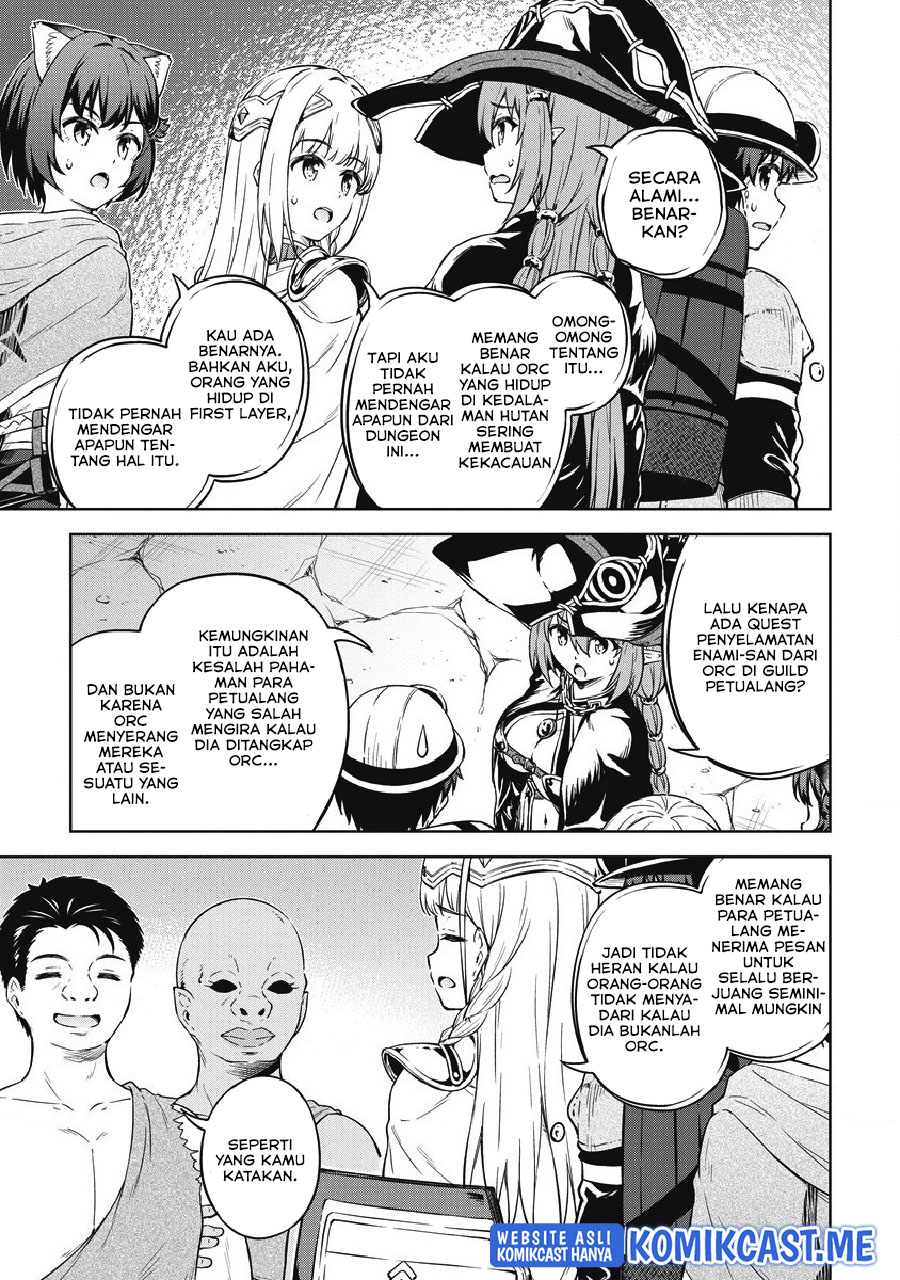 SECARA
ALAMI...
BENAR-
KAN?
OMONG-
OMONG
TENTANG
ITU...
MEMANG
BENAR
KALAU ORC
YANG HIDUP
DI KEDALA-
MAN HUTAN
SERING
MEMBUAT
KEKACAUAN
TAPI AKU
TIDAK
PERNAH
MENDENGAR
APAPUN DARI
DUNGEON
INI...
KAU ADA
BENARNYA.
BAHKAN AKU,
ORANG YANG
HIDUP DI
FIRST LAYER,
TIDAK PERNAH
MENDENGAR
APAPUN TEN-
TANG HAL ITU.
LALU KENAPA
ADA QUEST
PENYELAMATAN
ENAMI-SAN DARI
ORC DI GUILD
PETUALANG?
KEMUNGKINAN
ITU ADALAH
KESALAH PAHA-
MAN PARA
PETUALANG
YANG SALAH
MENGIRA KALAU
DIA DITANGKAP
ORC...
DAN BUKAN
KARENA
ORC
MENYERANG
MEREKA
ATAU SE-
SUATU YANG
LAIN.
MEMANG
BENAR KALAU
PARA PETUA-
LANG ME-
NERIMA PESAN
UNTUK
SELALU BER-
JUANG SEMINI-
MAL MUNGKIN
JADI TIDAK
HERAN KALAU
ORANG-ORANG
TIDAK MENYA-
DARI KALAU
DIA BUKANLAH
ORC.
SEPERTI
YANG KAMU
KATAKAN.
WEBSITE ASLI
KOMIKCAST HANYA
KOMIKCAST.ME